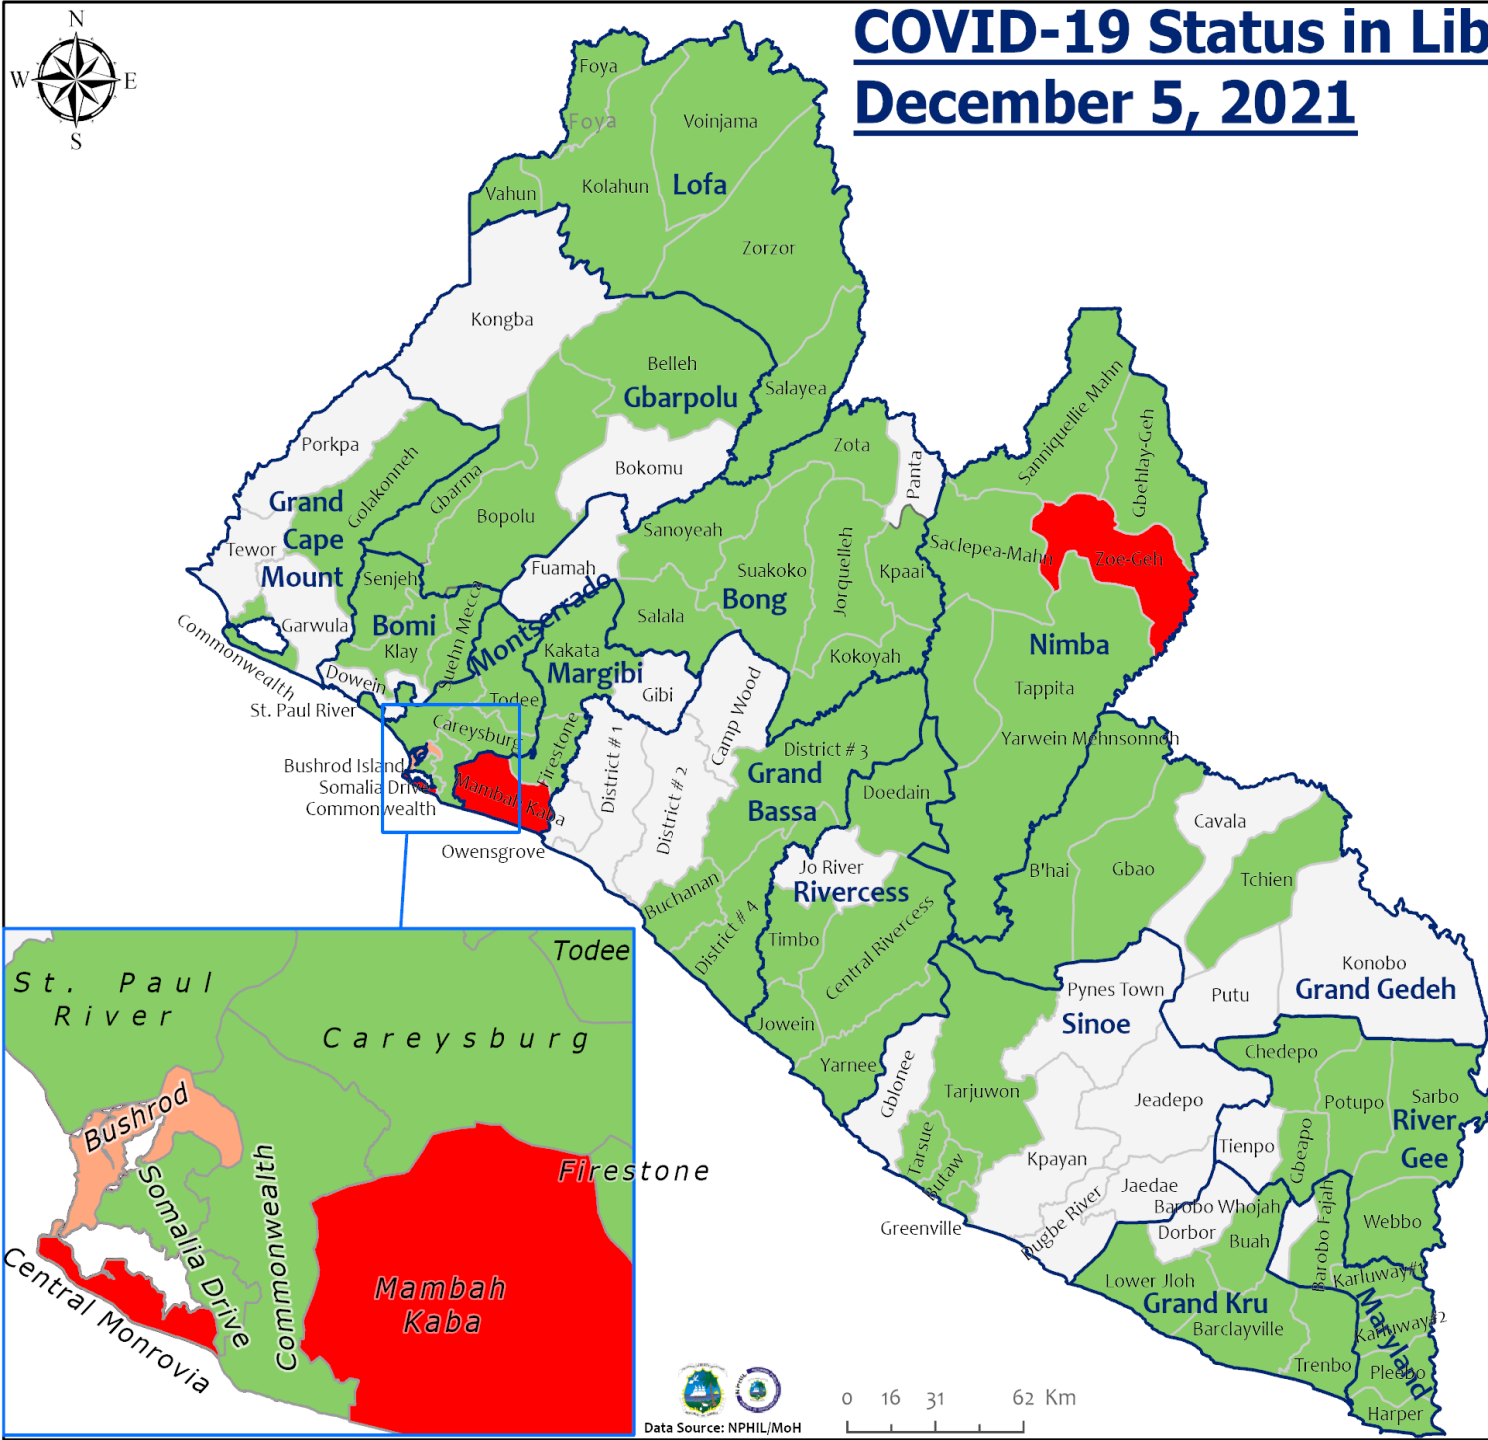 COVID-19 Status in Lib
December 5, 2021
N
W
E
S
Foya
Foya
Voinjama
Vahun
Kolahun
Lofa
Zorzor
Kongba
Belleh
Gbarpolu
Salayea
Porkpa
Golakonneh
Gbarma
Bokomu
Zota
Panta
Sanniquellie Mahn
Gbehlay-Geh
Grand
Cape
Mount
Tewor
Bopolu
Sanoyeah
Fuamah
Suakoko
Jorquelleh
Kpaai
Saclepea-Mahn
Zoe-Geh
Senjeh
Garwula
Bomi
Klay
Suehn Mecca
Montserrado
Salala
Bong
Kakata
Margibi
Kokoyah
Nimba
Commonwealth
Dowein
St. Paul River
Todee
Gibi
Camp Wood
Tappita
Careysburg
Firestone
District # 1
District # 2
District # 3
Yarwein Mehnsonnoh
Bushrod Island
Somalia Drive
Commonwealth
Mambah Kaba
Owensgrove
Grand
Bassa
Doedain
Cavala
Buchanan
District # 4
Jo River
Rivercess
B'hai
Gbao
Tchien
Timbo
Central Rivercess
Jowein
Yarnee
Pynes Town
Sinoe
Putu
Konobo
Grand Gedeh
Gblonee
Tarjuwon
Jeadepo
Chedepo
Potupo
Sarbo
River
Gee
Tarsue
Butaw
Kpayan
Tienpo
Gbeapo
Greenville
Dugbe River
Jaedae
Barobo Whojah
Dorbor
Buah
Barobo Fajah
Webbo
Lower Jloh
Grand Kru
Barclayville
Trenbo
Karluway#1
Karluway#2
Maryland
Pleebo
Harper
St. Paul
River
Todee
Careysburg
Bushrod
Somalia Drive
Commonwealth
Firestone
Central Monrovia
Mambah
Kaba
Data Source: NPHIL/MoH
0 16 31 62 Km